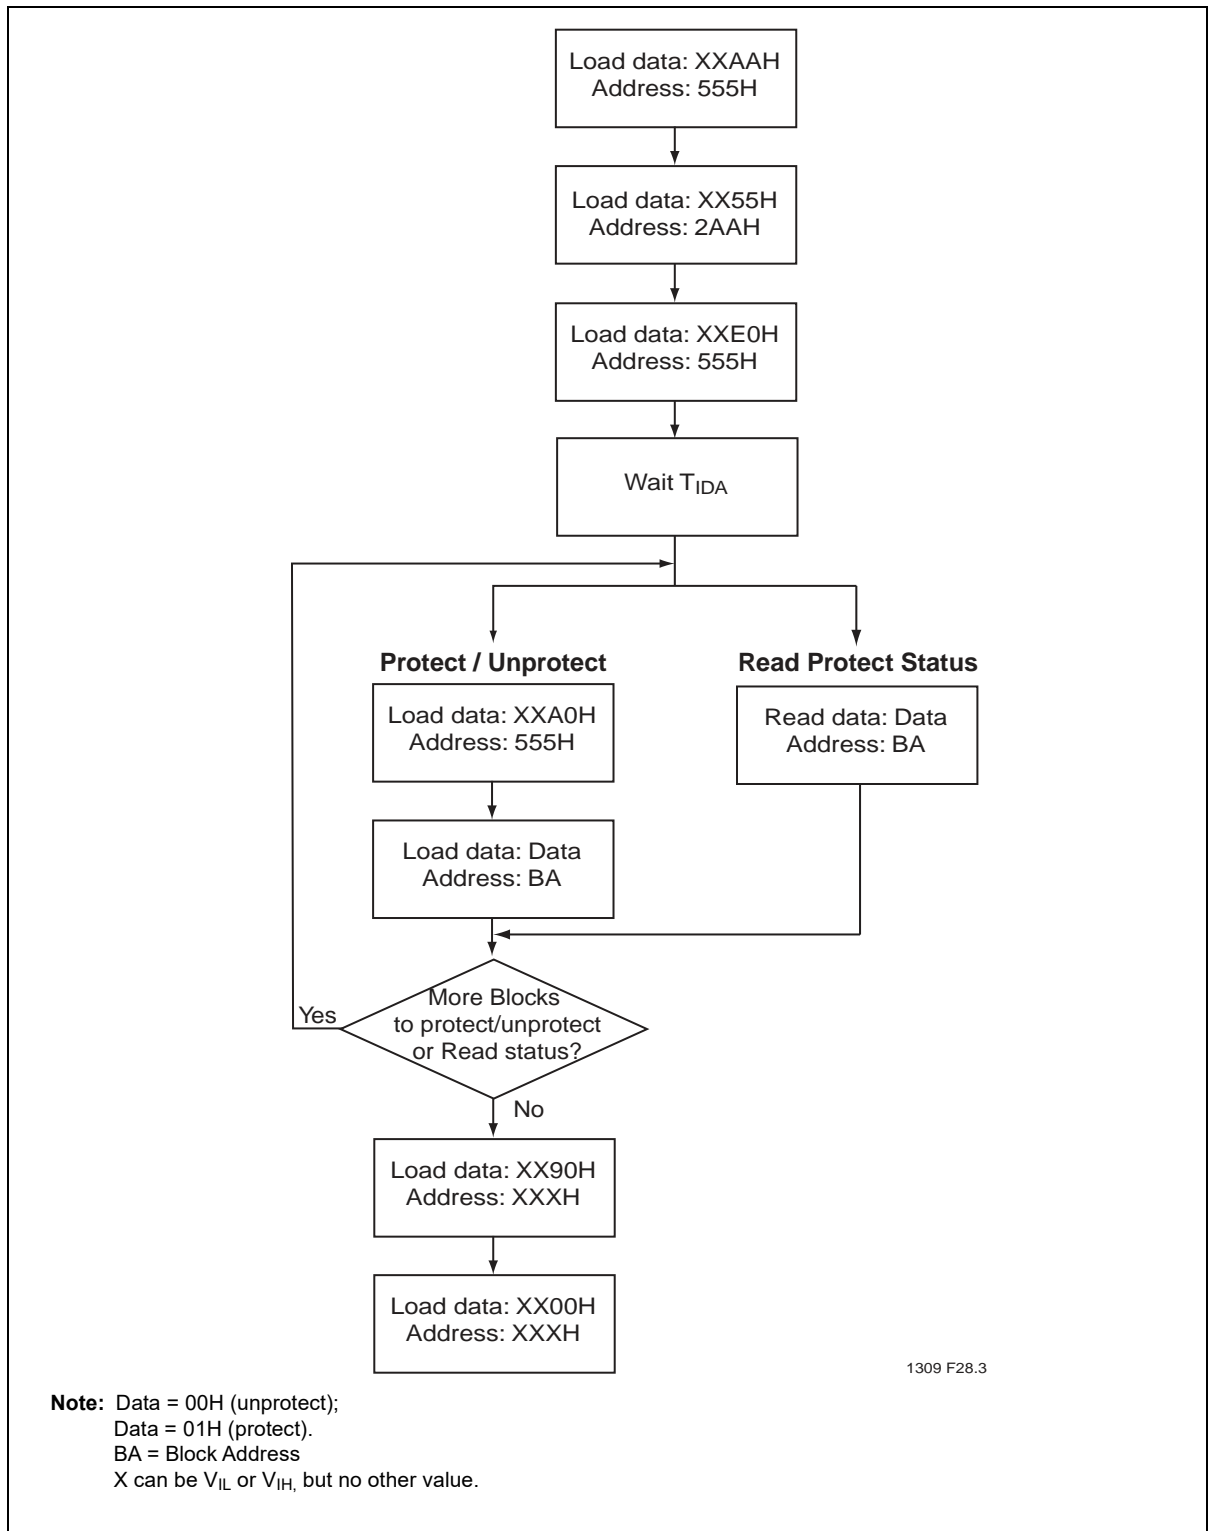 Load data: XXAAH
Address: 555H
Load data: XX55H
Address: 2AAH
Load data: XXE0H
Address: 555H
Wait TIDA
Protect / Unprotect
Load data: XXA0H
Address: 555H
Load data: Data
Address: BA
Read Protect Status
Read data: Data
Address: BA
More Blocks
to protect/unprotect
or Read status?
Yes
No
Load data: XX90H
Address: XXXH
Load data: XX00H
Address: XXXH
1309 F28.3
Note: Data = 00H (unprotect);
Data = 01H (protect).
BA = Block Address
X can be VIL or VIH, but no other value.